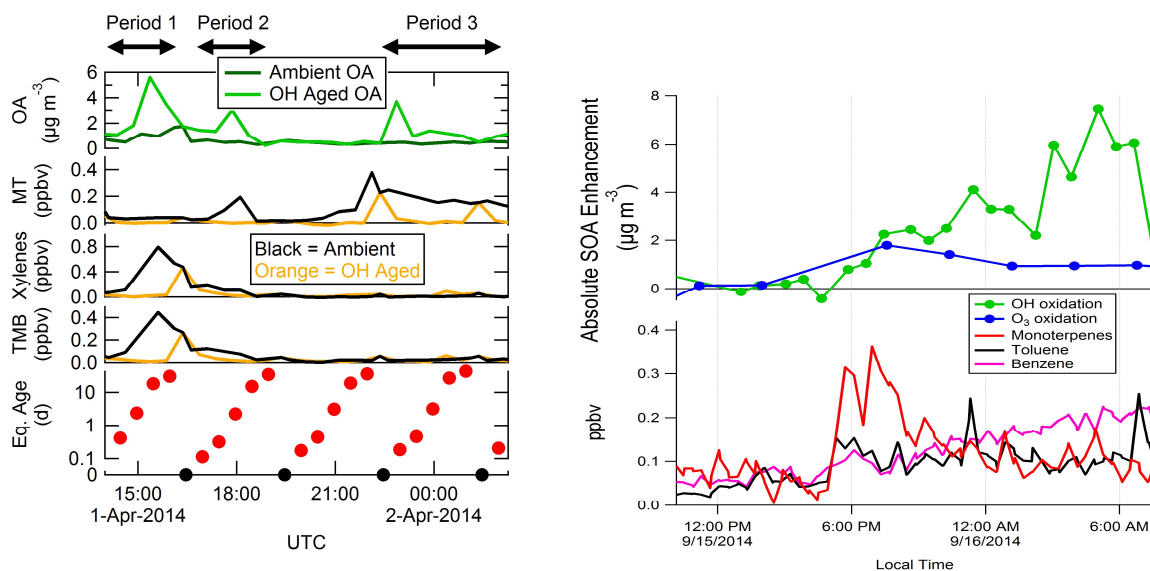 Period 1 Period 2 Period 3
Ambient OA
OH Aged OA
OA
(µg m⁻³)
6
4
2
0
MT
(ppbv)
0.4
0.2
0.0
Black = Ambient
Orange = OH Aged
Xylenes
(ppbv)
0.8
0.4
0.0
TMB
(ppbv)
0.4
0.2
0.0
Eq. Age
(d)
10
1
0.1
0
15:00 18:00 21:00 00:00
1-Apr-2014 2-Apr-2014
UTC
Absolute SOA Enhancement
(µg m⁻³)
8
6
4
2
0
OH oxidation
O₃ oxidation
Monoterpenes
Toluene
Benzene
ppbv
0.4
0.3
0.2
0.1
0.0
12:00 PM 6:00 PM 12:00 AM 6:00 AM
9/15/2014 9/16/2014
Local Time